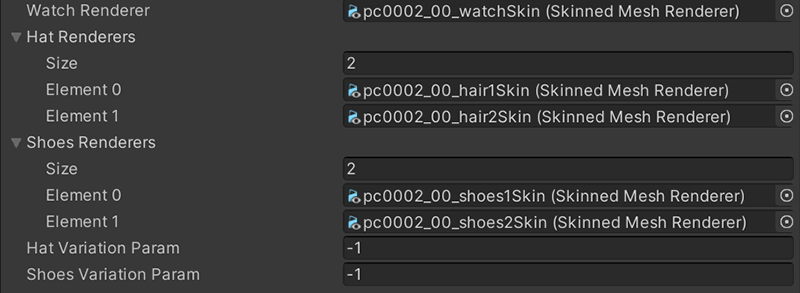 Watch Renderer pc0002_00_watchSkin (Skinned Mesh Renderer)
Hat Renderers
Size 2
Element 0 pc0002_00_hair1Skin (Skinned Mesh Renderer)
Element 1 pc0002_00_hair2Skin (Skinned Mesh Renderer)
Shoes Renderers
Size 2
Element 0 pc0002_00_shoes1Skin (Skinned Mesh Renderer)
Element 1 pc0002_00_shoes2Skin (Skinned Mesh Renderer)
Hat Variation Param -1
Shoes Variation Param -1